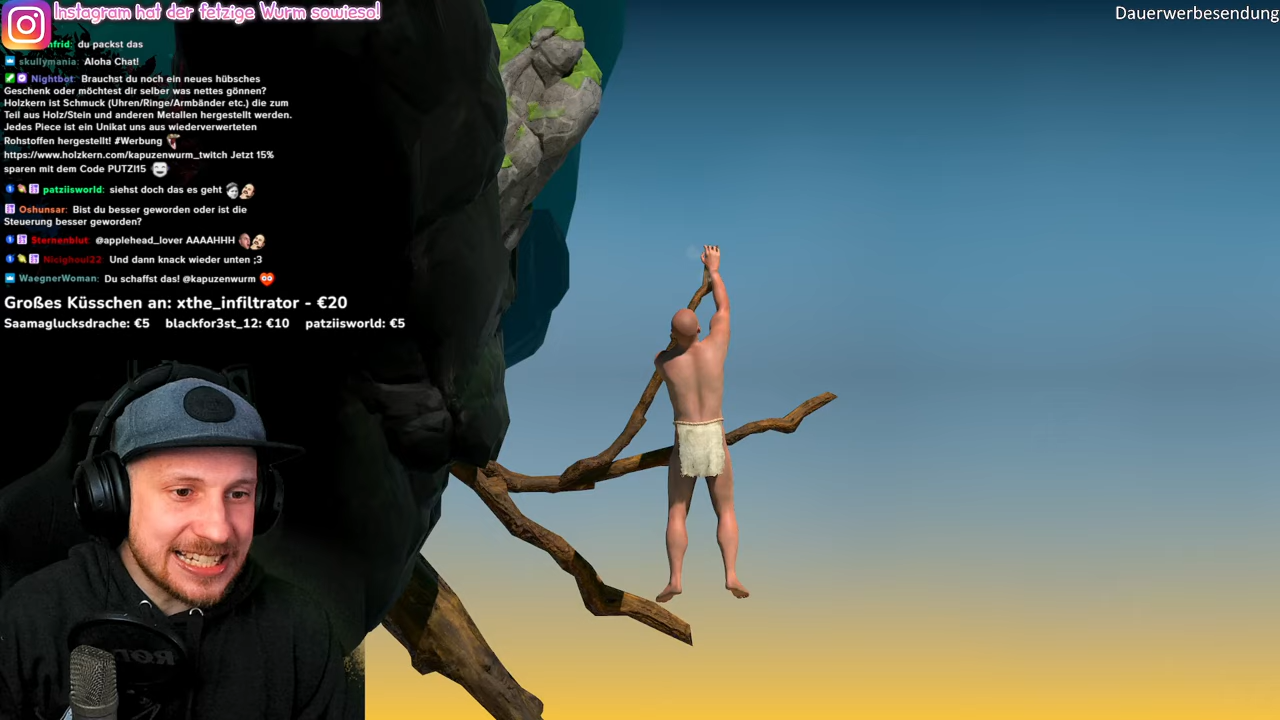 Instagram hat der fetzige Wurm sowieso!
Dauerwerbesendung
du packst das
skullymania: Aloha Chat!
Nightbot: Brauchst du noch ein neues hübsches
Geschenk oder möchtest dir selber was nettes gönnen?
Holzkern ist Schmuck (Uhren/Ringe/Armbänder etc.) die zum
Teil aus Holz/Stein und anderen Metallen hergestellt werden.
Jedes Piece ist ein Unikat uns aus wiederverwerteten
Rohstoffen hergestellt! #Werbung
https://www.holzkern.com/kapuzenwurm_twitch Jetzt 15%
sparen mit dem Code PUTZI15
patziisworld: siehst doch das es geht
Oshunsar: Bist du besser geworden oder ist die
Steuerung besser geworden?
Sternenblut: @applehead_lover AAAAHHH
Nicighoul22: Und dann knack wieder unten ;3
WaegnerWoman: Du schaffst das! @kapuzenwurm
Großes Küsschen an: xthe_infiltrator - €20
Saamaglucksdrache: €5 blackfor3st_12: €10 patziisworld: €5